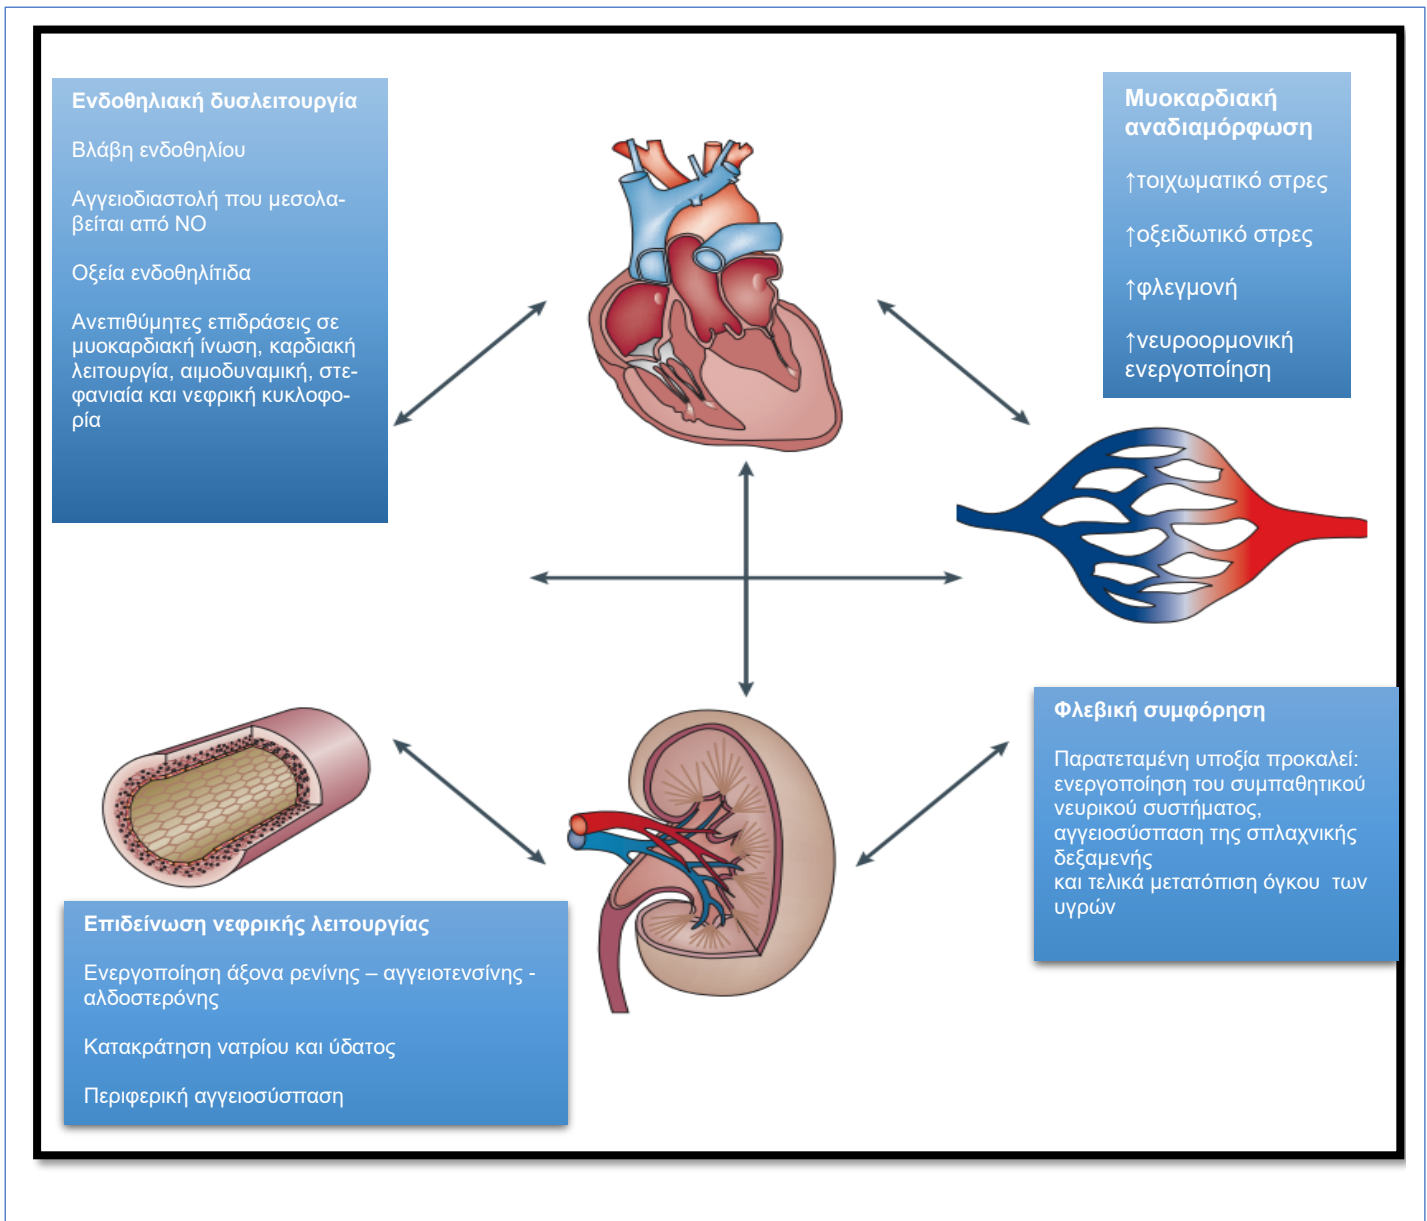 Ενδοθηλιακή δυσλειτουργία
Βλάβη ενδοθηλίου
Αγγειοδιαστολή που μεσολα-
βείται από ΝΟ
Οξεία ενδοθηλίτιδα
Ανεπιθύμητες επιδράσεις σε
μυοκαρδιακή ίνωση, καρδιακή
λειτουργία, αιμοδυναμική, στε-
φανιαία και νεφρική κυκλοφο-
ρία
Μυοκαρδιακή
αναδιαμόρφωση
↑τοιχωματικό στρες
↑οξειδωτικό στρες
↑φλεγμονή
↑νευροορμονική
ενεργοποίηση
Επιδείνωση νεφρικής λειτουργίας
Ενεργοποίηση άξονα ρενίνης – αγγειοτενσίνης -
αλδοστερόνης
Κατακράτηση νατρίου και ύδατος
Περιφερική αγγειοσύσπαση
Φλεβική συμφόρηση
Παρατεταμένη υποξία προκαλεί:
ενεργοποίηση του συμπαθητικού
νευρικού συστήματος,
αγγειοσύσπαση της σπλαχνικής
δεξαμενής
και τελικά μετατόπιση όγκου των
υγρών